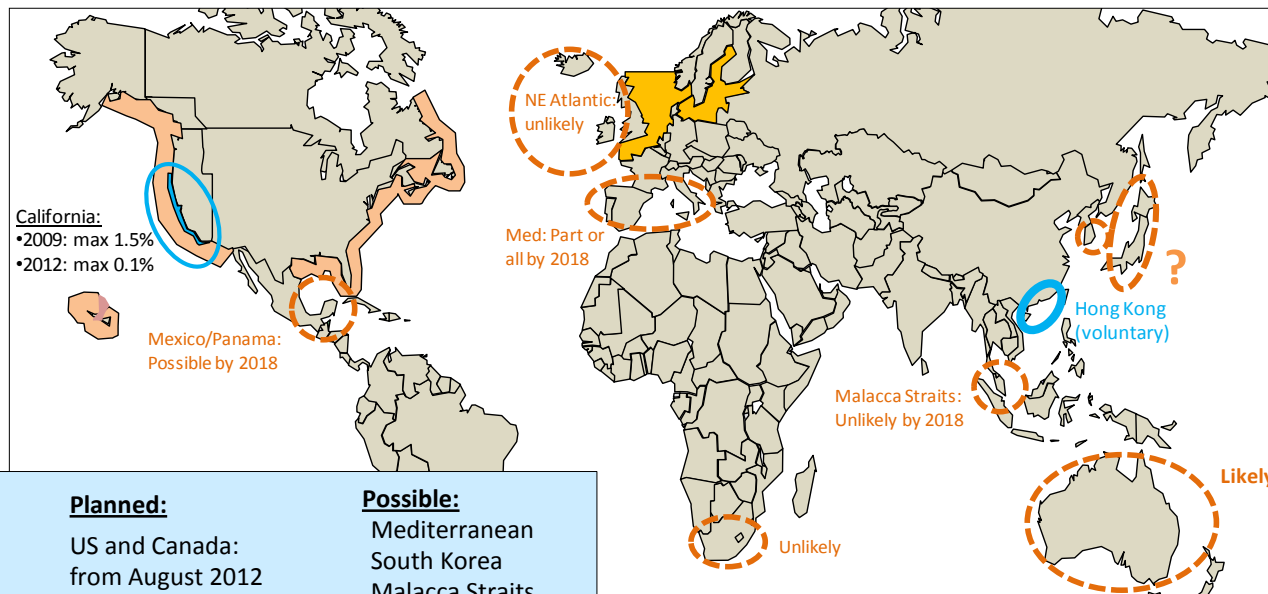 NE Atlantic:
unlikely
California:
•2009: max 1.5%
•2012: max 0.1%
Med: Part or
all by 2018
?
Hong Kong
(voluntary)
Mexico/Panama:
Possible by 2018
Malacca Straits:
Unlikely by 2018
Likely
Unlikely
Planned:
US and Canada:
from August 2012
Possible:
Mediterranean
South Korea
Malacca Straits